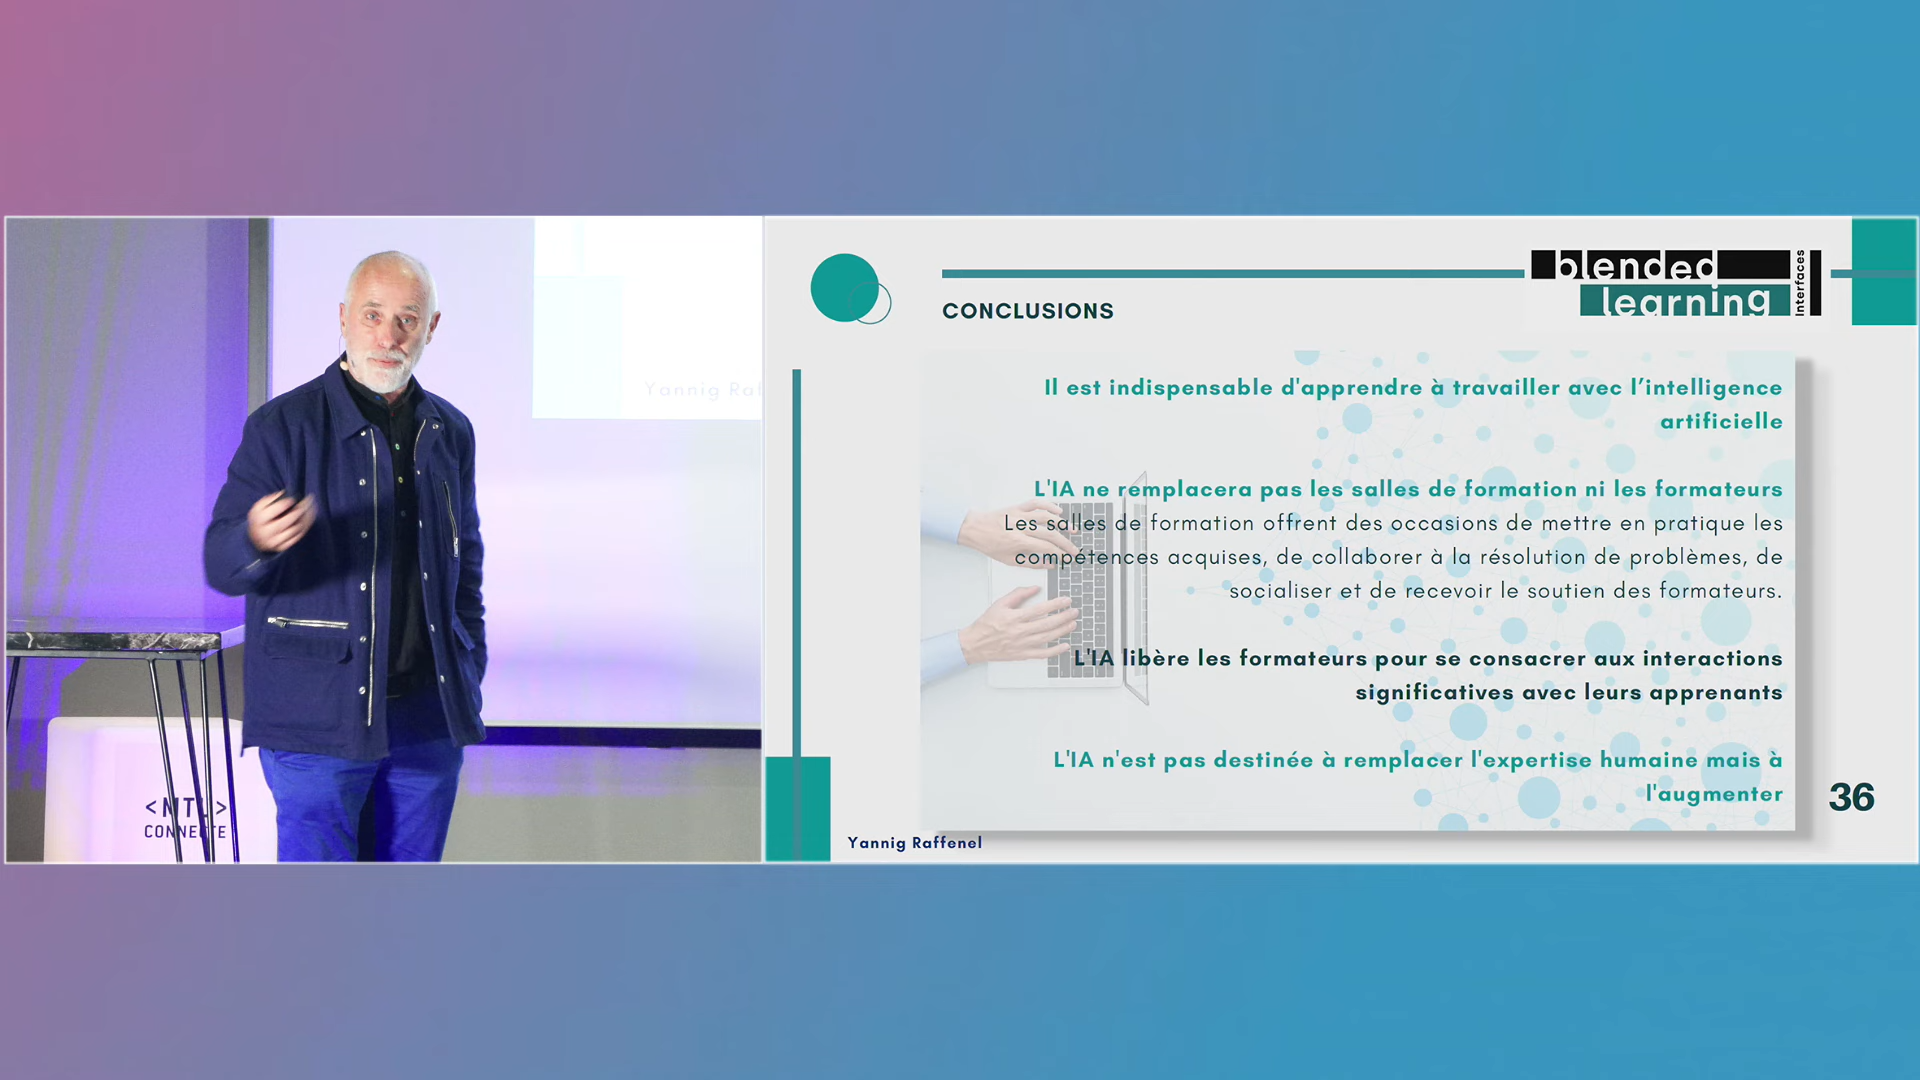 Yannig Raf
<MTL>
CONNECTE
blended
learning
Interfaces
CONCLUSIONS
Il est indispensable d'apprendre à travailler avec l’intelligence
artificielle
L'IA ne remplacera pas les salles de formation ni les formateurs
Les salles de formation offrent des occasions de mettre en pratique les
compétences acquises, de collaborer à la résolution de problèmes, de
socialiser et de recevoir le soutien des formateurs.
L'IA libère les formateurs pour se consacrer aux interactions
significatives avec leurs apprenants
L'IA n'est pas destinée à remplacer l'expertise humaine mais à
l'augmenter
36
Yannig Raffenel